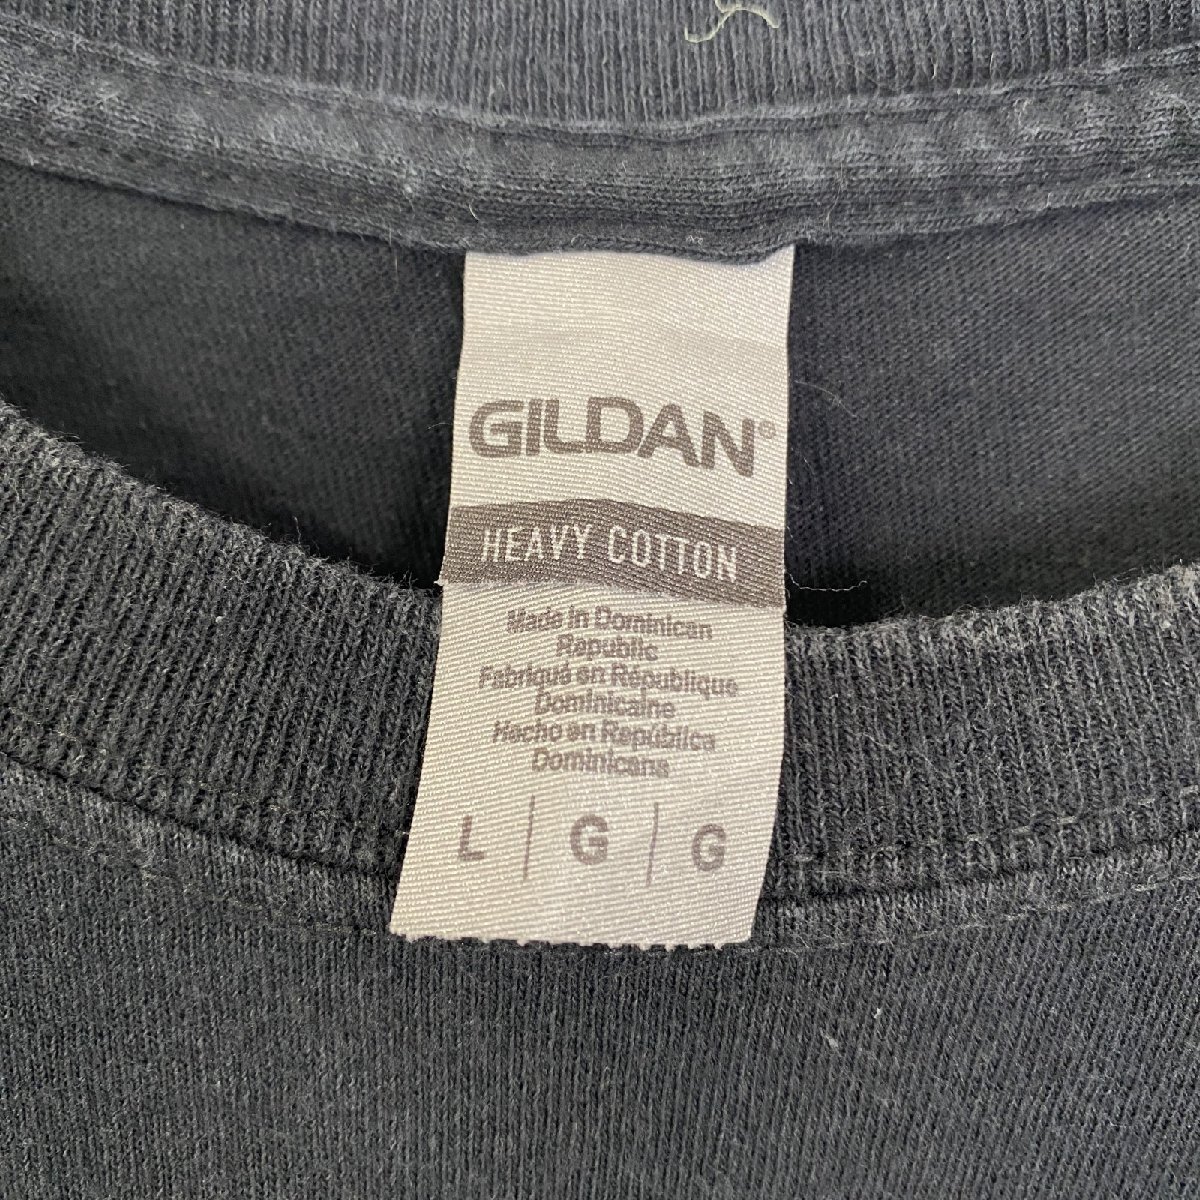 GILDAN®
HEAVY COTTON
Made in Dominican
Republic
Fabriqué en République
Dominicaine
Hecho en República
Dominicana
L | G | G